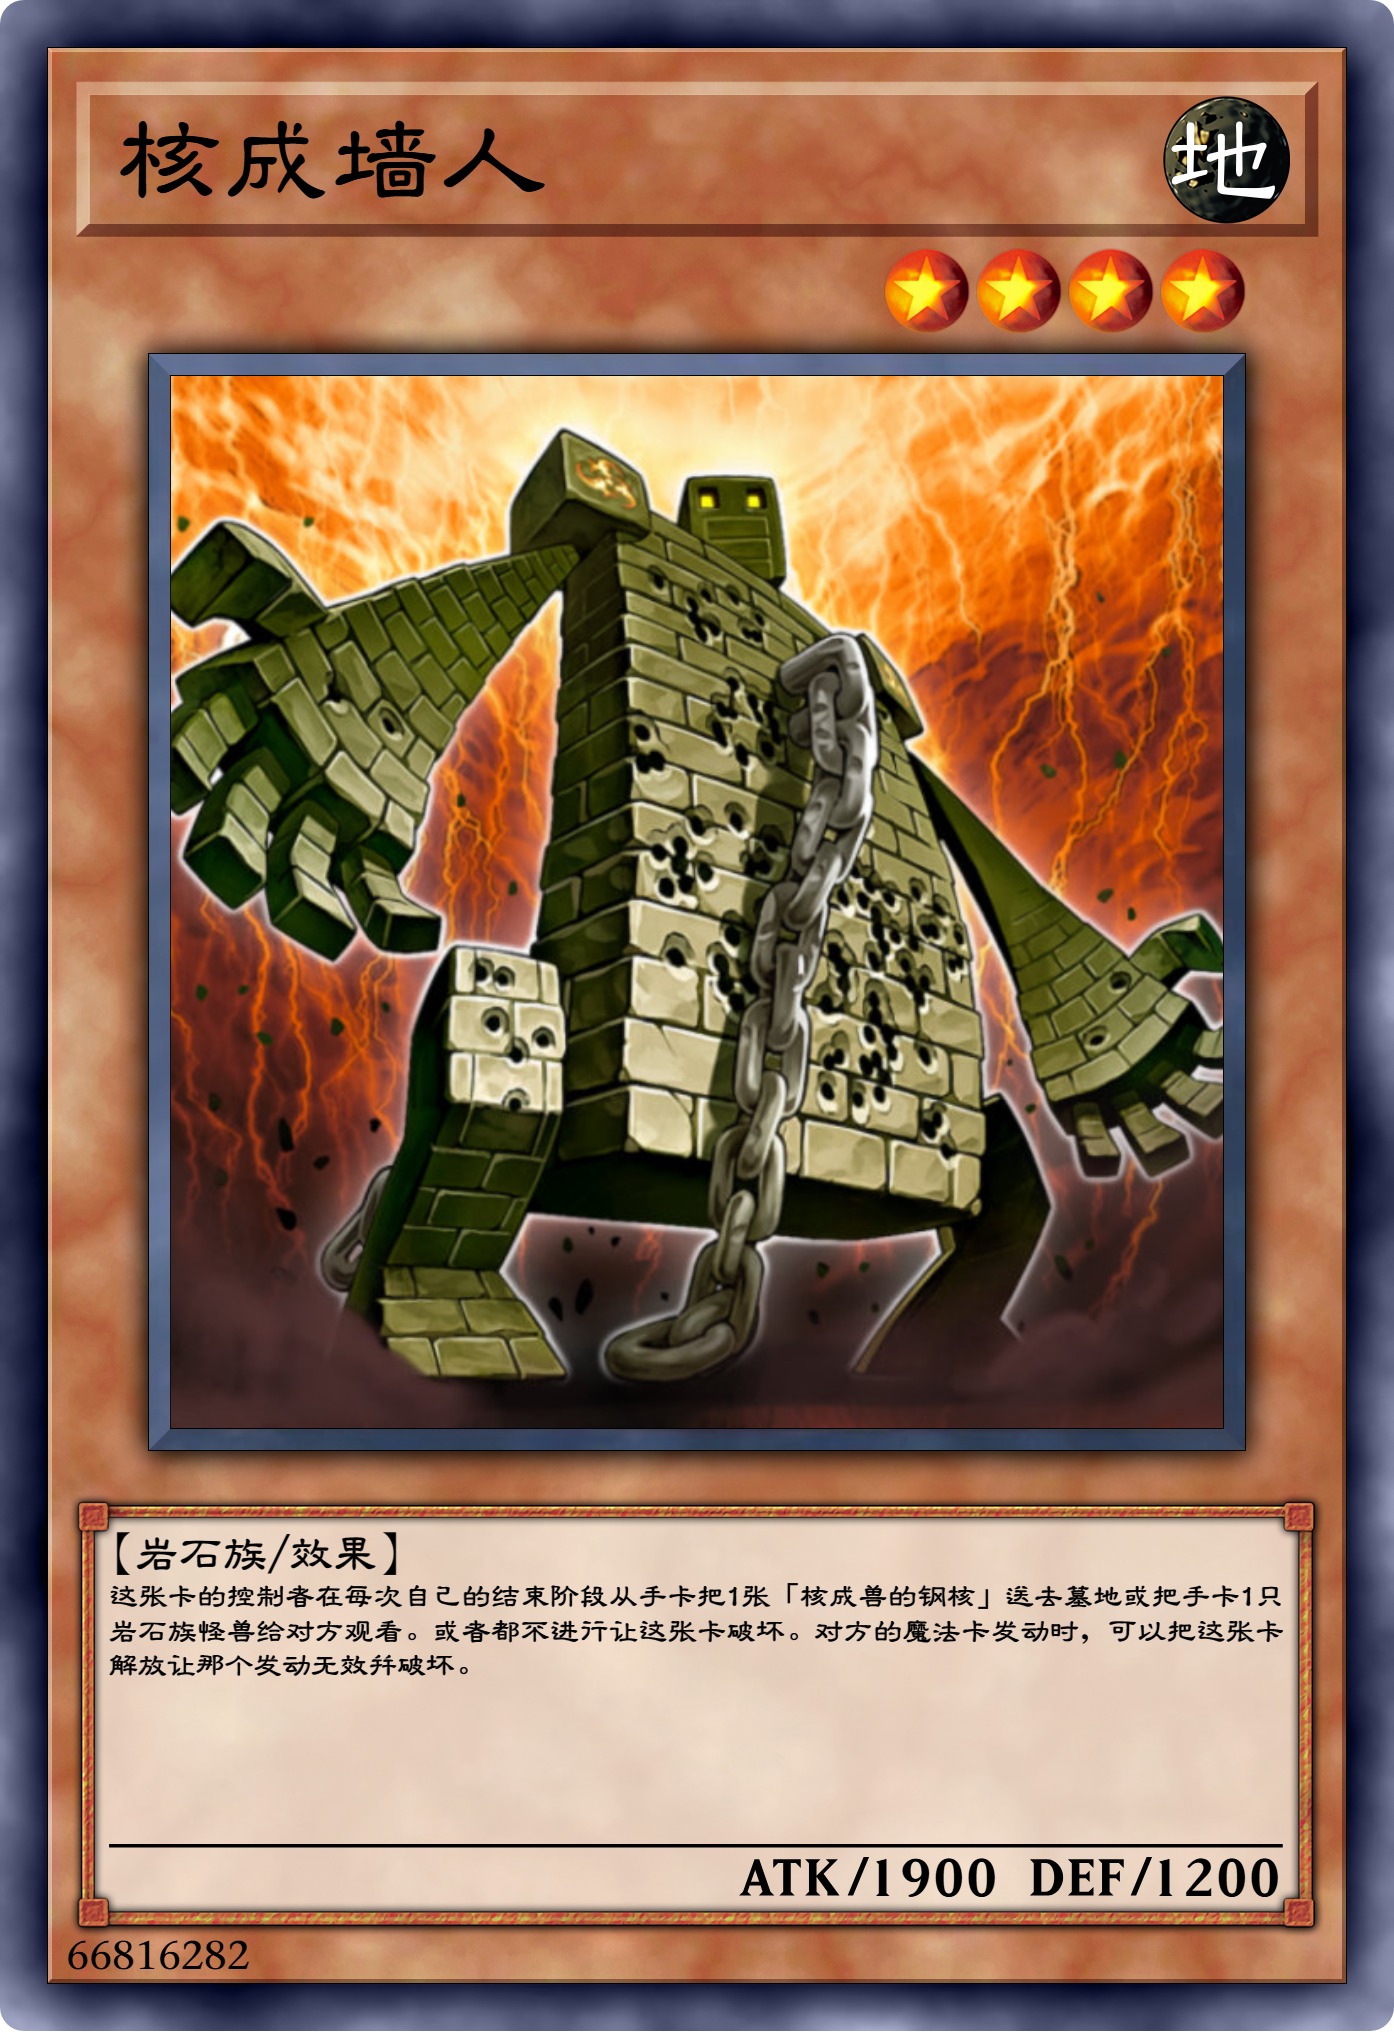 核成墙人
地
【岩石族/效果】
这张卡的控制者在每次自己的结束阶段从手卡把1张「核成兽的钢核」送去墓地或把手卡1只
岩石族怪兽给对方观看。或者都不进行让这张卡破坏。对方的魔法卡发动时，可以把这张卡
解放让那个发动无效并破坏。
ATK/1900 DEF/1200
66816282